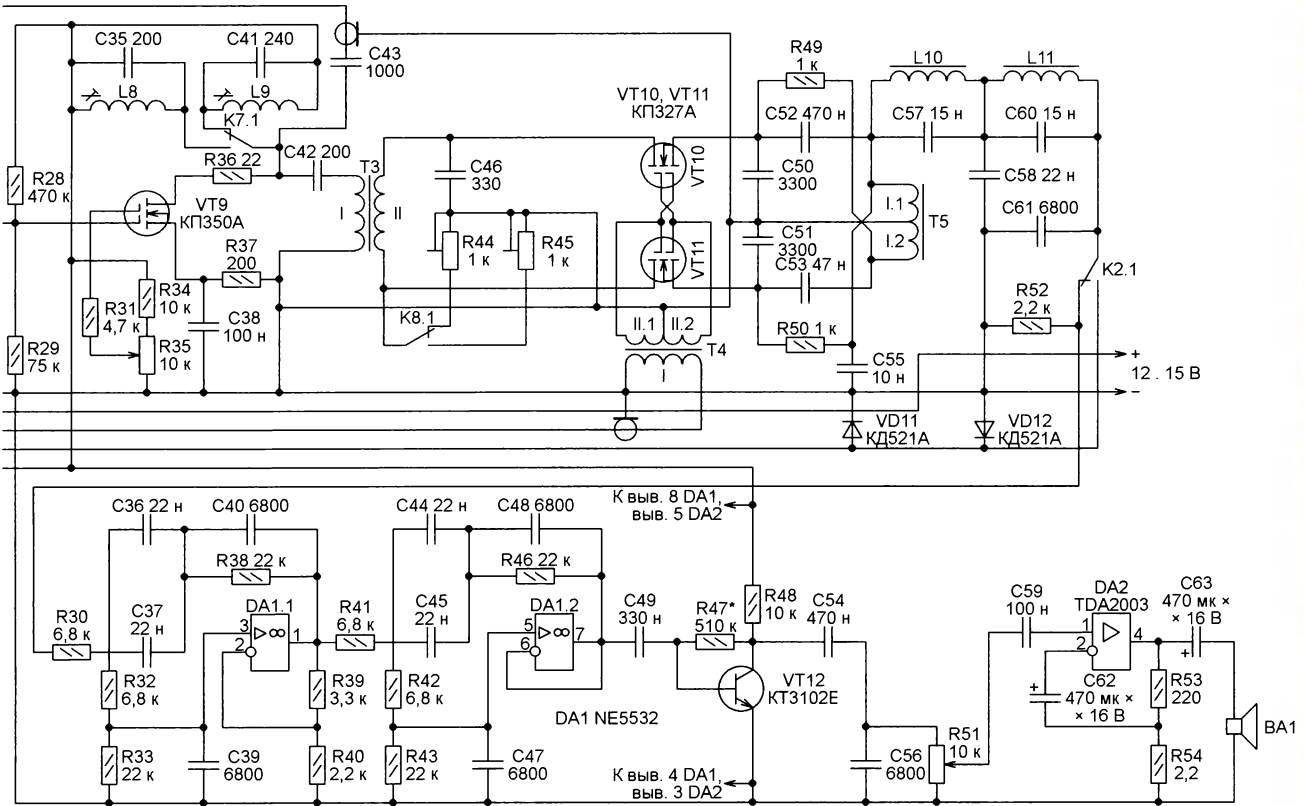 C35 200
C41 240
C43
1000
L8
L9
K7.1
R36 22
C42 200
T3
I
II
R28
470 к
VT9
КП350А
R37
200
R31
4,7 к
R34
10 к
R35
10 к
C38
100 н
R29
75 к
C46
330
R44
1 к
R45
1 к
K8.1
VT10, VT11
КП327А
VT10
VT11
II.1
II.2
T4
I
R49
1 к
C52 470 н
C50
3300
C51
3300
C53 47 н
R50 1 к
C55
10 н
I.1
I.2
T5
L10
L11
C57 15 н
C60 15 н
C58 22 н
C61 6800
R52
2,2 к
K2.1
+
12 . 15 В
−
VD11
КД521А
VD12
КД521А
C36 22 н
C40 6800
R38 22 к
R30
6,8 к
C37
22 н
DA1.1
3
2
▷∞
1
R32
6,8 к
R33
22 к
C39
6800
R39
3,3 к
R40
2,2 к
R41
6,8 к
C44 22 н
C48 6800
R46 22 к
C45
22 н
DA1.2
5
6
▷∞
7
R42
6,8 к
R43
22 к
C47
6800
DA1 NE5532
C49
330 н
R47*
510 к
К выв. 8 DA1,
выв. 5 DA2
R48
10 к
C54
470 н
VT12
КТ3102Е
К выв. 4 DA1,
выв. 3 DA2
C56
6800
R51
10 к
C59
100 н
DA2
TDA2003
1
2
▷
4
C62
+
470 мк ×
× 16 В
C63
470 мк ×
× 16 В
+
R53
220
R54
2,2
BA1